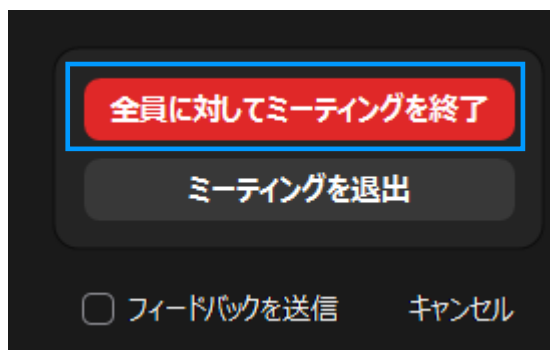 全員に対してミーティングを終了
ミーティングを退出
フィードバックを送信 キャンセル